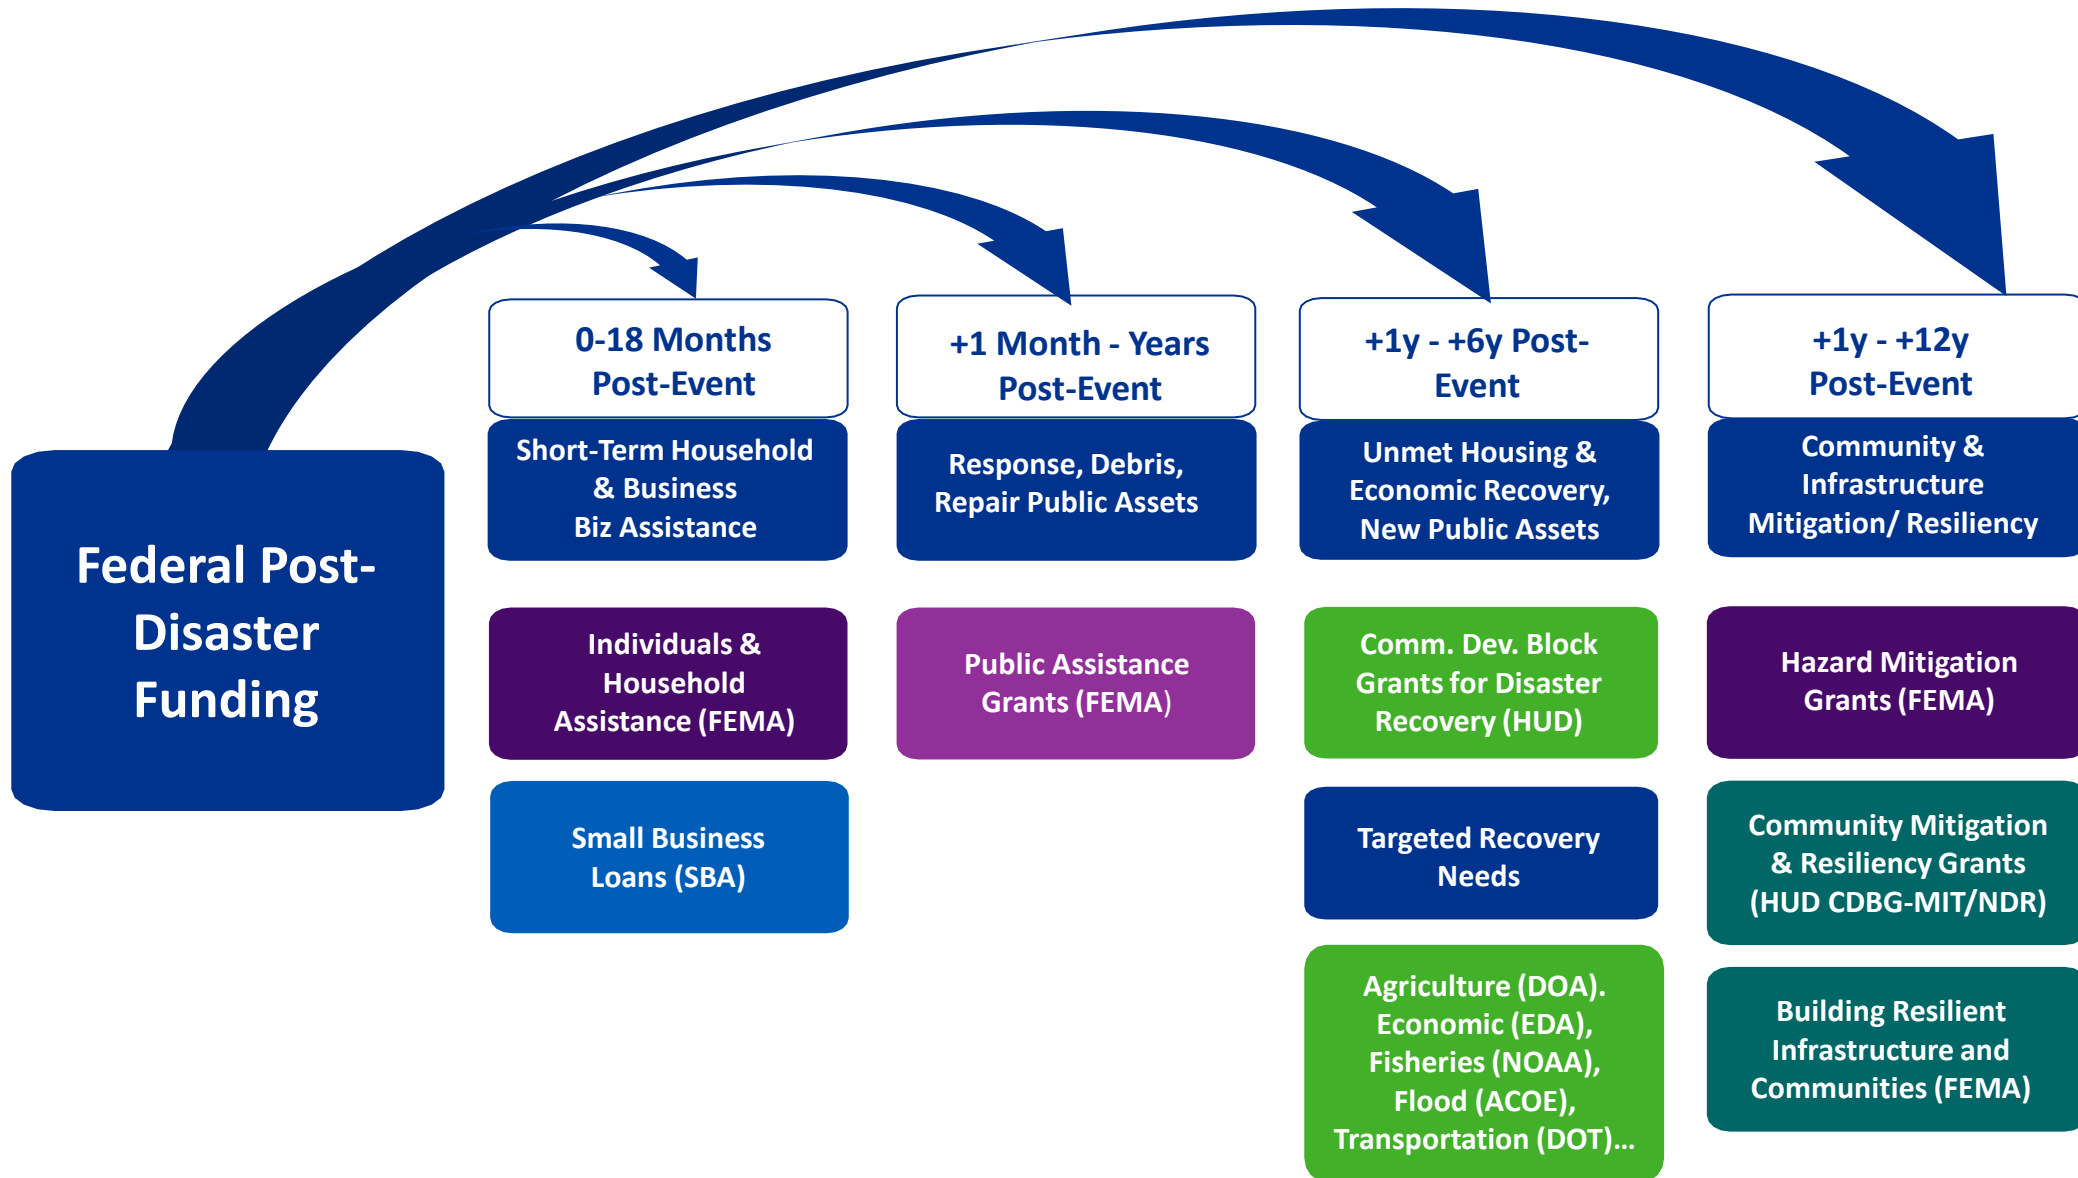 Federal Post-
Disaster
Funding
0-18 Months
Post-Event
Short-Term Household
& Business
Biz Assistance
Individuals &
Household
Assistance (FEMA)
Small Business
Loans (SBA)
+1 Month - Years
Post-Event
Response, Debris,
Repair Public Assets
Public Assistance
Grants (FEMA)
+1y - +6y Post-
Event
Unmet Housing &
Economic Recovery,
New Public Assets
Comm. Dev. Block
Grants for Disaster
Recovery (HUD)
Targeted Recovery
Needs
Agriculture (DOA).
Economic (EDA),
Fisheries (NOAA),
Flood (ACOE),
Transportation (DOT)...
+1y - +12y
Post-Event
Community &
Infrastructure
Mitigation/ Resiliency
Hazard Mitigation
Grants (FEMA)
Community Mitigation
& Resiliency Grants
(HUD CDBG-MIT/NDR)
Building Resilient
Infrastructure and
Communities (FEMA)